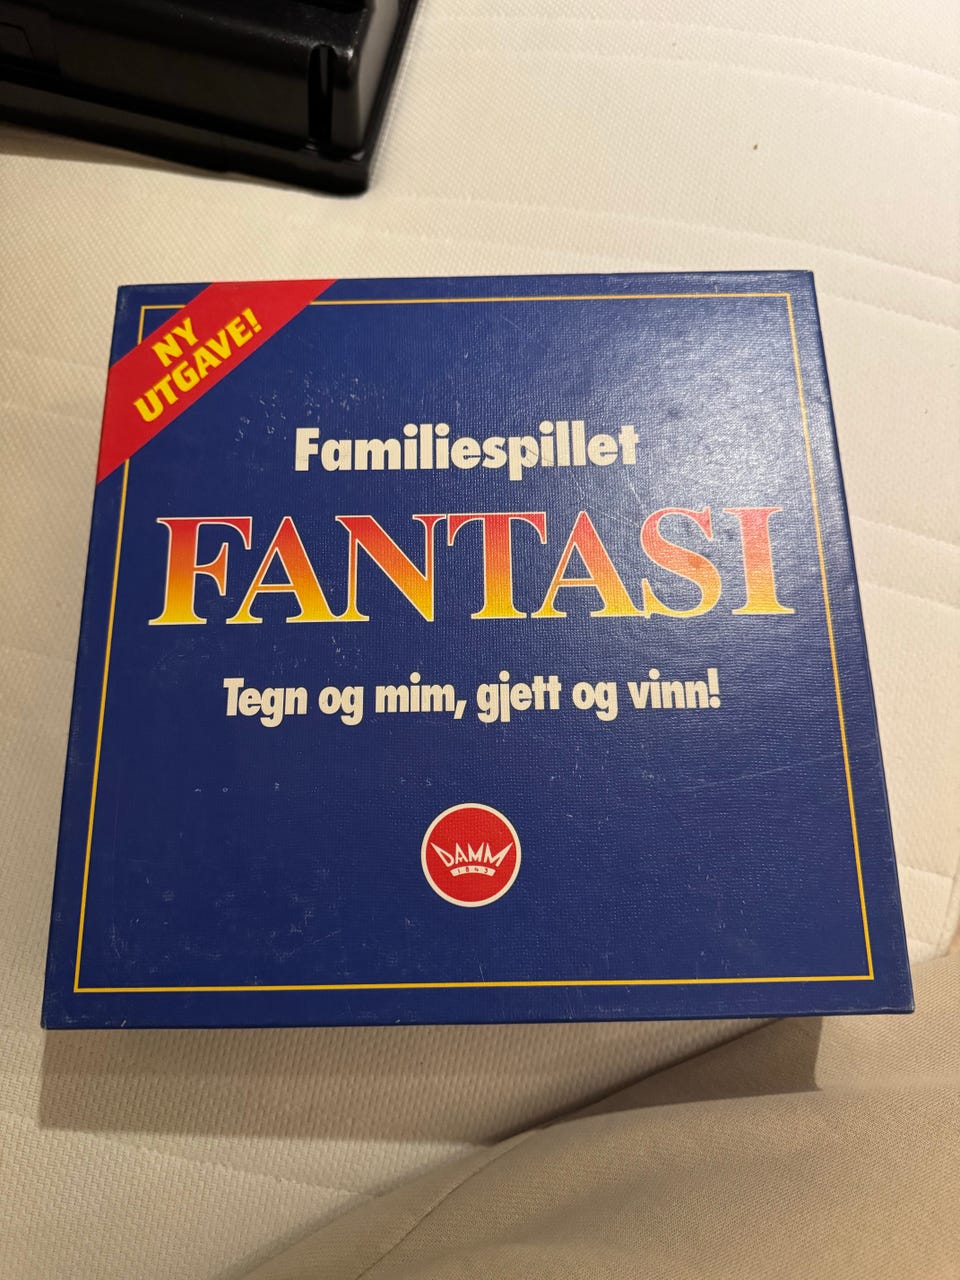 NY
UTGAVE!
Familiespillet
FANTASI
Tegn og mim, gjett og vinn!
DAMM
1843